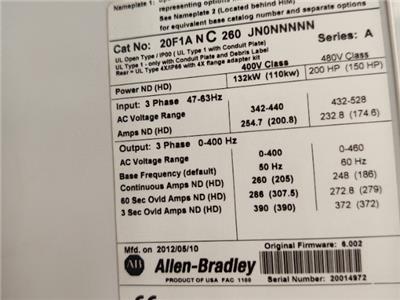 Nameplate 1:
representing options
See Nameplate 2 (Located behind HIM)
for equivalent base catalog number and separate options
Cat No: 20F1A N C 260 JN0NNNNN
UL Open Type / IP00 ( UL Type 1 with Conduit Plate)
Series: A
UL Type 1 - only with Conduit Plate and Debris Label
Rear = UL Type 4X/IP66 with 4X flange adapter kit
400V Class 480V Class
Power ND (HD) 132kW (110kw) 200 HP (150 HP)
Input: 3 Phase 47-63Hz
AC Voltage Range 342-440 432-528
Amps ND (HD) 254.7 (200.8) 232.8 (174.6)
Output: 3 Phase 0-400 Hz
AC Voltage Range 0-400 0-460
Base Frequency (default) 50 Hz 60 Hz
Continuous Amps ND (HD) 260 (205) 248 (186)
60 Sec Ovld Amps ND (HD) 286 (307.5) 272.8 (279)
3 Sec Ovld Amps ND (HD) 390 (390) 372 (372)
Mfd. on 2012/05/10 Original Firmware: 6.002
AB Allen-Bradley
PRODUCT OF USA FAC 1100 Serial Number: 20014972